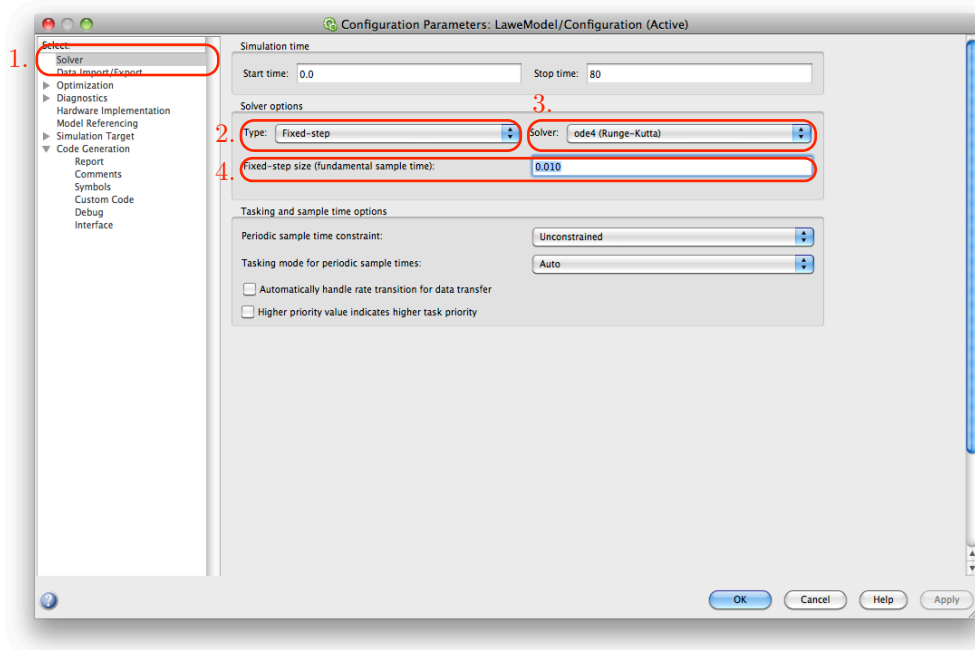 Configuration Parameters: LaweModel/Configuration (Active)
1.
Select:
Solver
Data Import/Export
Optimization
Diagnostics
Hardware Implementation
Model Referencing
Simulation Target
Code Generation
Report
Comments
Symbols
Custom Code
Debug
Interface
Simulation time
Start time: 0.0 Stop time: 80
Solver options
3.
2. Type: Fixed-step Solver: ode4 (Runge-Kutta)
4. Fixed-step size (fundamental sample time): 0.010
Tasking and sample time options
Periodic sample time constraint: Unconstrained
Tasking mode for periodic sample times: Auto
Automatically handle rate transition for data transfer
Higher priority value indicates higher task priority
? OK Cancel Help Apply